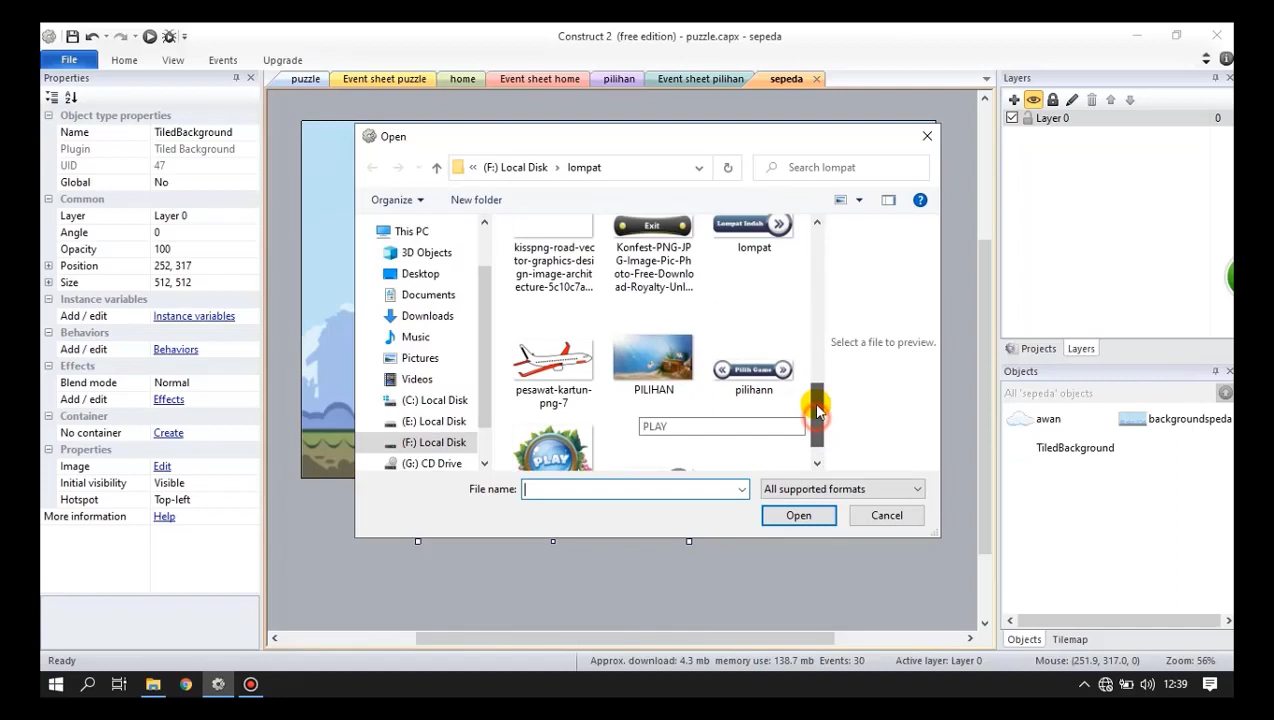 Construct 2 (free edition) - puzzle.capx - sepeda
File
Home
View
Events
Upgrade
Properties
puzzle
Event sheet puzzle
home
Event sheet home
pilihan
Event sheet pilihan
sepeda
Layers
Object type properties
Name TiledBackground
Plugin Tiled Background
UID 47
Global No
Common
Layer Layer 0
Angle 0
Opacity 100
Position 252, 317
Size 512, 512
Instance variables
Add / edit Instance variables
Behaviors
Add / edit Behaviors
Effects
Blend mode Normal
Add / edit Effects
Container
No container Create
Properties
Image Edit
Initial visibility Visible
Hotspot Top-left
More information Help
Open
(F:) Local Disk
lompat
Search lompat
Organize
New folder
This PC
3D Objects
Desktop
Documents
Downloads
Music
Pictures
Videos
(C:) Local Disk
(E:) Local Disk
(F:) Local Disk
(G:) CD Drive
Exit
Lompat Indah
kisspng-road-vec
tor-graphics-des
ign-image-archit
ecture-5c10c7a...
Konfest-PNG-JP
G-Image-Pic-Ph
oto-Free-Downlo
ad-Royalty-Unl...
lompat
Pilih Game
pesawat-kartun-
png-7
PILIHAN
pilihann
PLAY
PLAY
Select a file to preview.
File name:
All supported formats
Open
Cancel
Layer 0
0
Projects
Layers
Objects
All 'sepeda' objects
awan
backgroundspeda
TiledBackground
Objects
Tilemap
Ready
Approx. download: 4.3 mb
memory use: 138.7 mb
Events: 30
Active layer: Layer 0
Mouse: (251.9, 317.0, 0)
Zoom: 56%
12:39